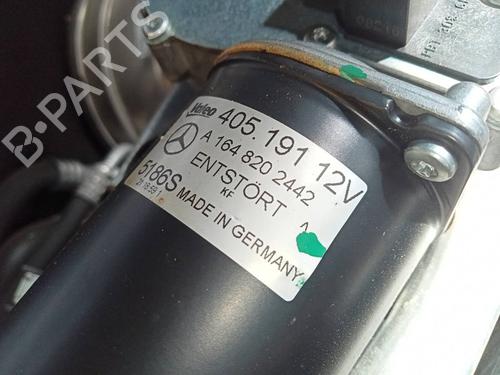 B-PARTS
Valeo 405.191 12V
A 164 820 2442
ENTSTÖRT
KF
5186S MADE IN GERMANY